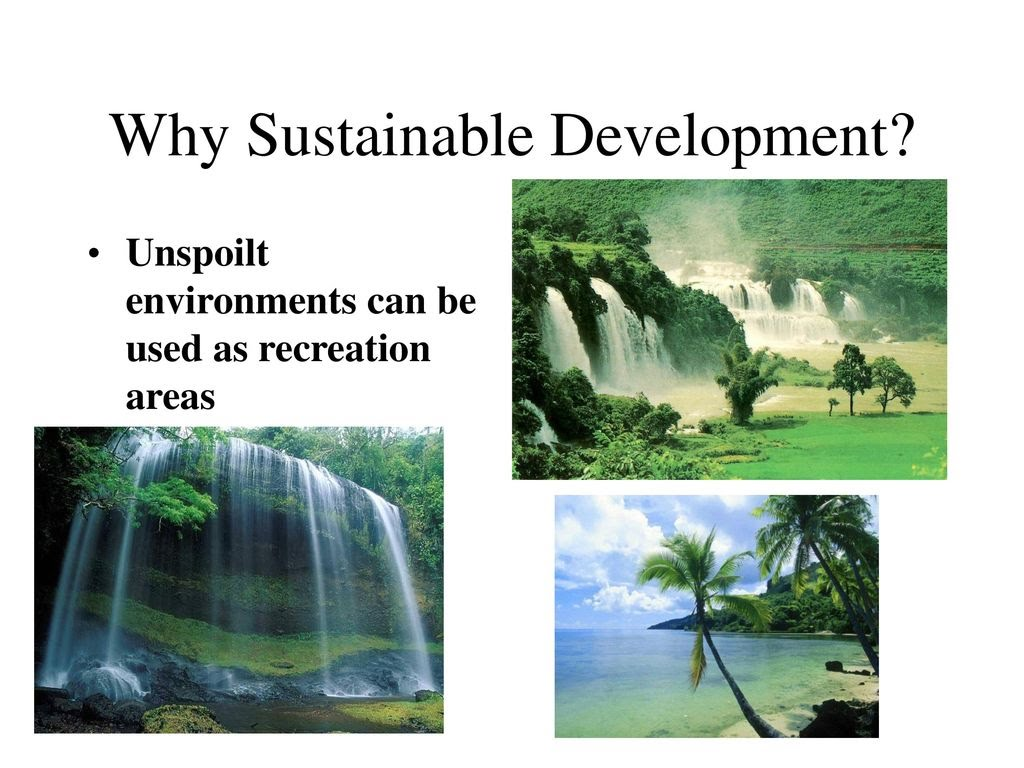 Why Sustainable Development?
• Unspoilt
environments can be
used as recreation
areas